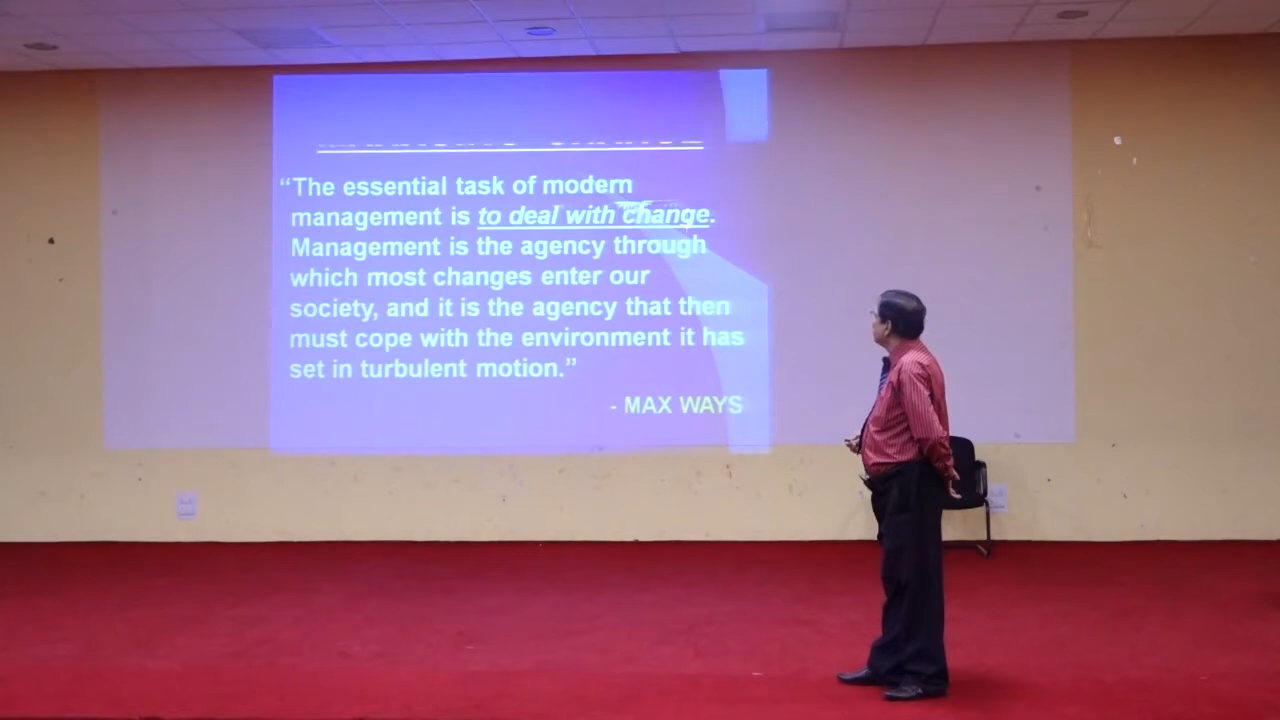 “The essential task of modern
management is to deal with change.
Management is the agency through
which most changes enter our
society, and it is the agency that then
must cope with the environment it has
set in turbulent motion.”
- MAX WAYS